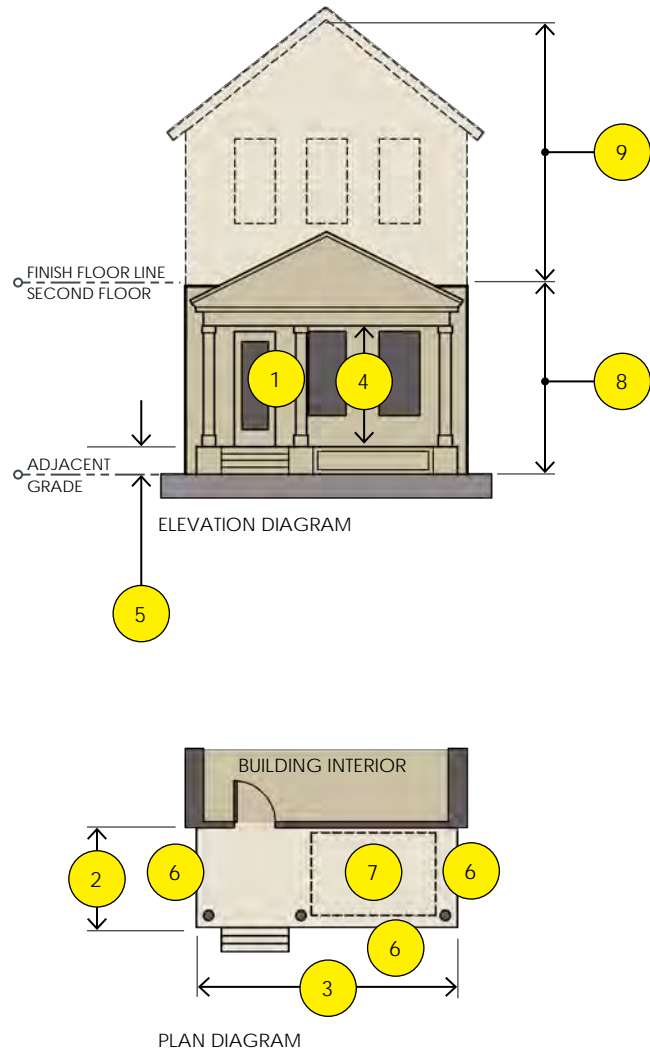 9
FINISH FLOOR LINE
SECOND FLOOR
1
4
8
ADJACENT
GRADE
ELEVATION DIAGRAM
5
BUILDING INTERIOR
2
6
7
6
6
3
PLAN DIAGRAM